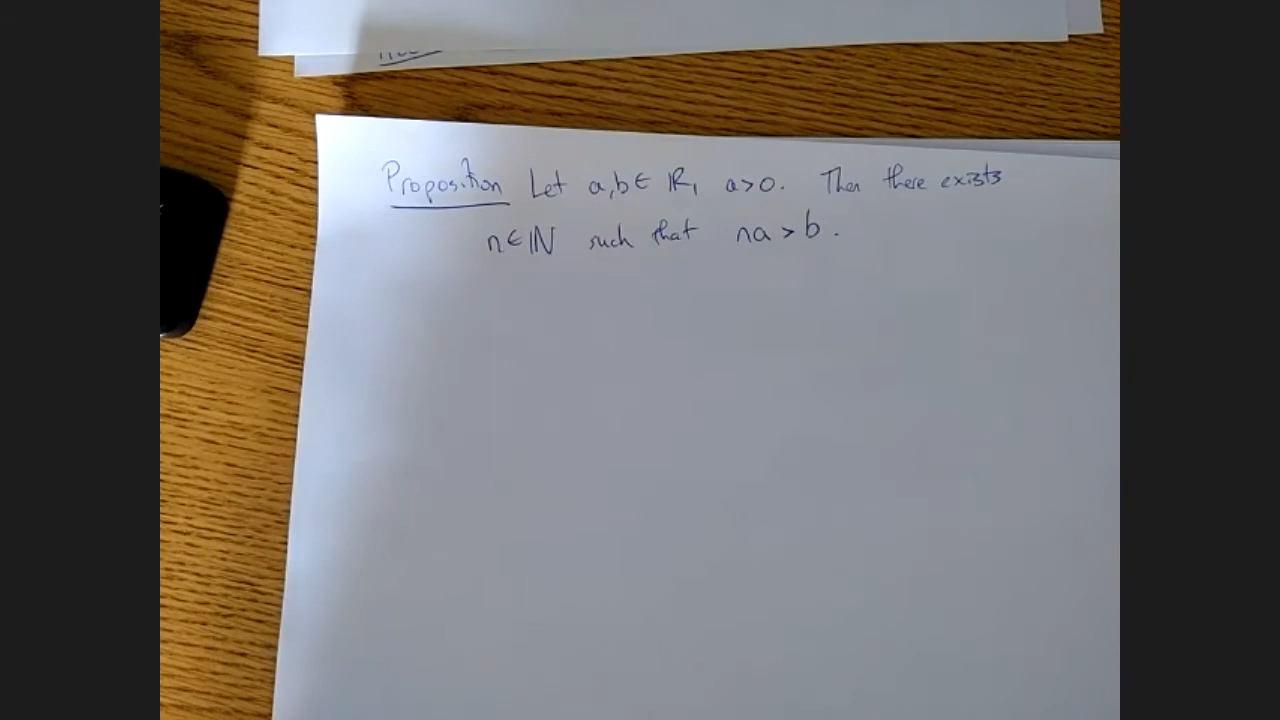 Proposition Let a,b ∈ ℝ, a>0. Then there exists
n∈ℕ such that na > b.